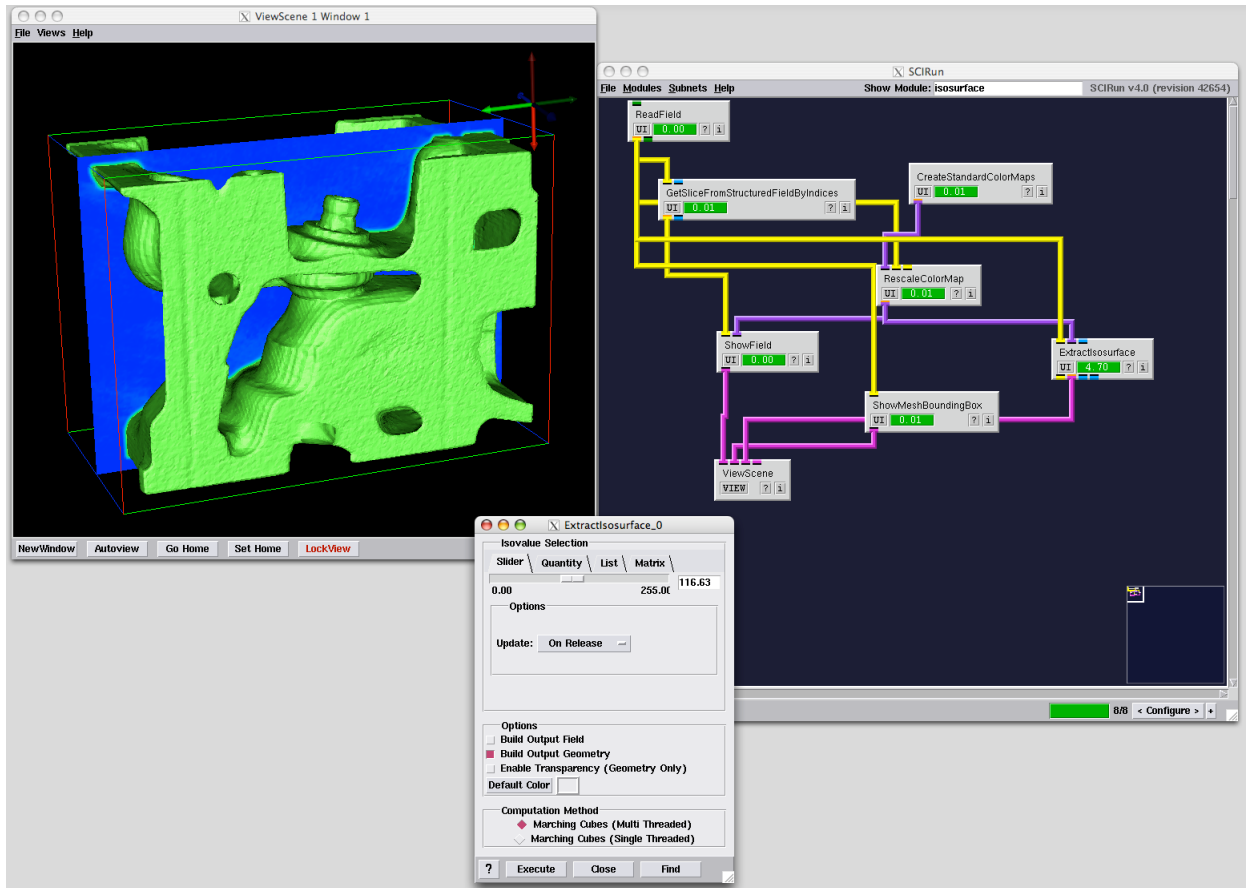 ViewScene 1 Window 1
File Views Help
NewWindow Autoview Go Home Set Home LockView
SCIRun
File Modules Subnets Help Show Module: isosurface SCIRun v4.0 (revision 42654)
ReadField
UI 0.00 ? i
CreateStandardColorMaps
UI 0.01 ? i
GetSliceFromStructuredFieldByIndices
UI 0.01 ? i
RescaleColorMap
UI 0.01 ? i
ShowField
UI 0.00 ? i
ExtractIsosurface
UI 4.70 ? i
ShowMeshBoundingBox
UI 0.01 ? i
ViewScene
VIEW ? i
8/8 < Configure > +
ExtractIsosurface_0
Isovalue Selection
Slider Quantity List Matrix
116.63
0.00 255.00
Options
Update: On Release
Options
Build Output Field
Build Output Geometry
Enable Transparency (Geometry Only)
Default Color
Computation Method
Marching Cubes (Multi Threaded)
Marching Cubes (Single Threaded)
? Execute Close Find